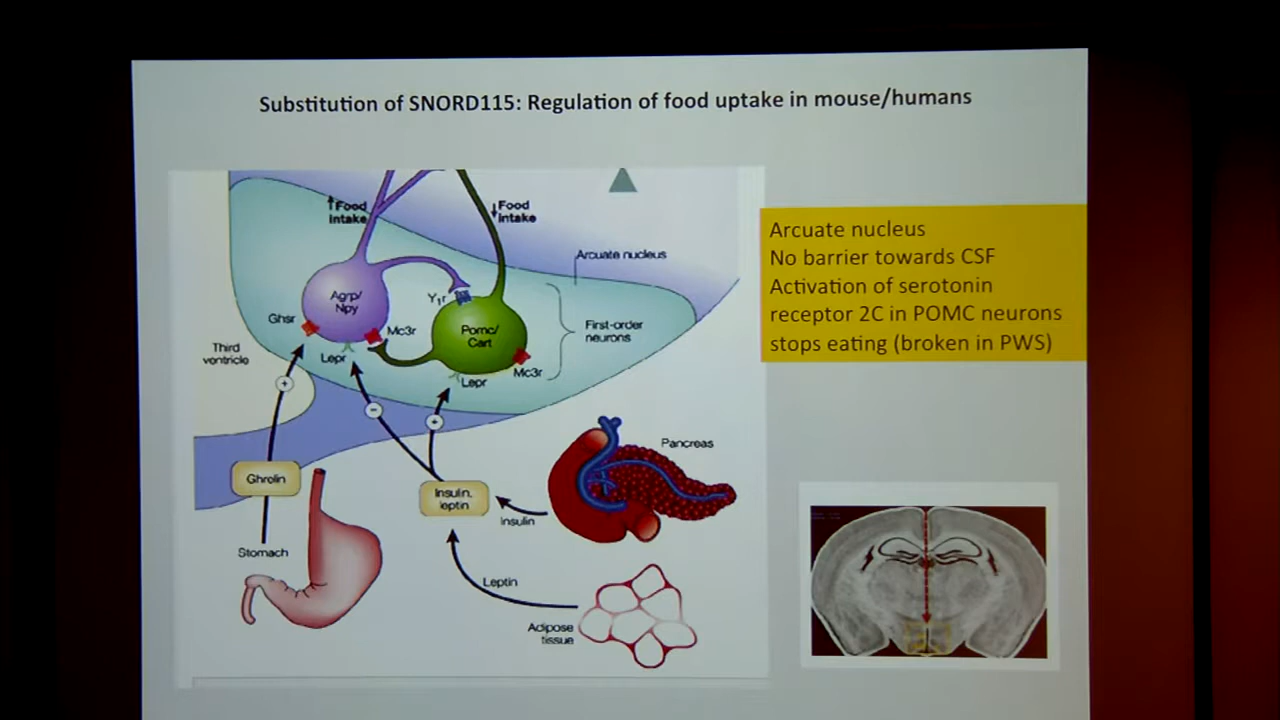 Substitution of SNORD115: Regulation of food uptake in mouse/humans
↑Food
intake
↓Food
intake
Arcuate nucleus
Agrp/
Npy
Y₁r
Ghsr
Mc3r
Pomc/
Cart
First-order
neurons
Third
ventricle
Lepr
Mc3r
Lepr
+
−
+
Ghrelin
Stomach
Insulin,
leptin
Insulin
Pancreas
Leptin
Adipose
tissue
Arcuate nucleus
No barrier towards CSF
Activation of serotonin
receptor 2C in POMC neurons
stops eating (broken in PWS)